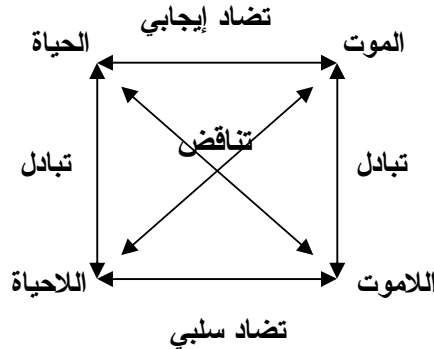 تضاد إيجابي
الموت
الحياة
تناقض
تبادل
تبادل
اللاموت
اللاحياة
تضاد سلبي